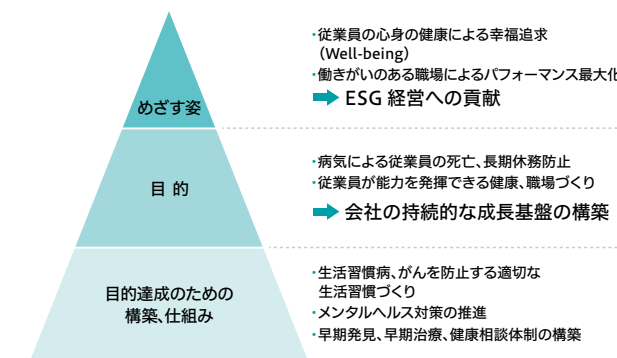 ・従業員の心身の健康による幸福追求
（Well-being）
・働きがいのある職場によるパフォーマンス最大化
めざす姿
ESG 経営への貢献
・病気による従業員の死亡、長期休務防止
目 的
・従業員が能力を発揮できる健康、職場づくり
会社の持続的な成長基盤の構築
・生活習慣病、がんを防止する適切な
生活習慣づくり
目的達成のための
構築、仕組み
・メンタルヘルス対策の推進
・早期発見、早期治療、健康相談体制の構築